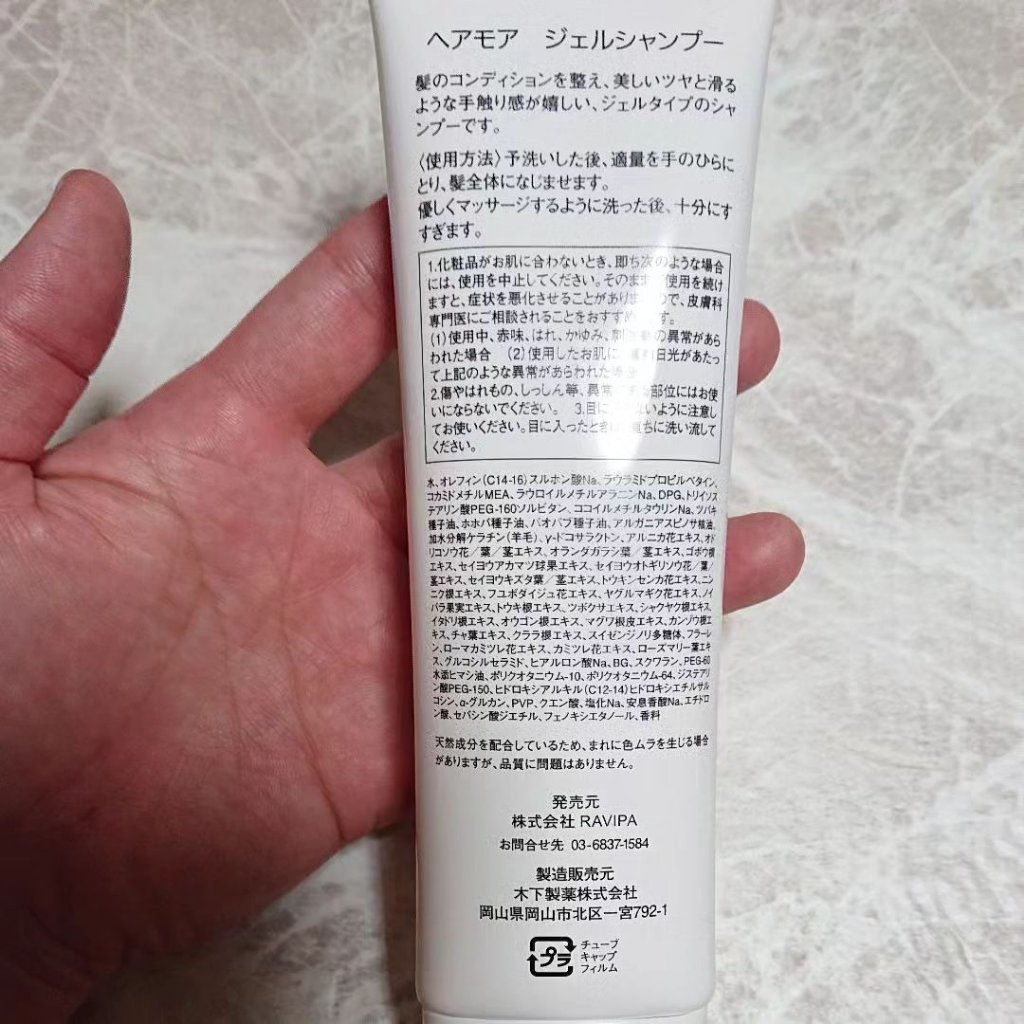 ヘアモア ジェルシャンプー
髪のコンディションを整え、美しいツヤと滑る
ような手触り感が嬉しい、ジェルタイプのシャ
ンプーです。
〈使用方法〉予洗いした後、適量を手のひらに
とり、髪全体になじませます。
優しくマッサージするように洗った後、十分にす
すぎます。
1.化粧品がお肌に合わないとき、即ち次のような場合
には、使用を中止してください。そのまま使用を続け
ますと、症状を悪化させることがありますので、皮膚科
専門医にご相談されることをおすすめします。
(1)使用中、赤味、はれ、かゆみ、刺激等の異常があら
われた場合 (2)使用したお肌に、直射日光があたっ
て上記のような異常があらわれた場合
2.傷やはれもの、しっしん等、異常のある部位にはお使
いにならないでください。 3.目に入らないように注意し
てお使いください。目に入ったときは、直ちに洗い流して
ください。
水、オレフィン(C14-16)スルホン酸Na、ラウラミドプロピルベタイン、
コカミドメチルMEA、ラウロイルメチルアラニンNa、DPG、トリイソス
テアリン酸PEG-160ソルビタン、ココイルメチルタウリンNa、ツバキ
種子油、ホホバ種子油、バオバブ種子油、アルガニアスピノサ核油、
加水分解ケラチン(羊毛)、γ-ドコサラクトン、アルニカ花エキス、オド
リコソウ花/葉/茎エキス、オランダガラシ葉/茎エキス、ゴボウ根
エキス、セイヨウアカマツ球果エキス、セイヨウオトギリソウ花/葉/
茎エキス、セイヨウキズタ葉/茎エキス、トウキンセンカ花エキス、ニン
ニク根エキス、フユボダイジュ花エキス、ヤグルマギク花エキス、ノイ
バラ果実エキス、トウキ根エキス、ツボクサエキス、シャクヤク根エキス、
イタドリ根エキス、オウゴン根エキス、マグワ根皮エキス、カンゾウ根エ
キス、チャ葉エキス、クララ根エキス、スイゼンジノリ多糖体、フラーレ
ン、ローマカミツレ花エキス、カミツレ花エキス、ローズマリー葉エキ
ス、グルコシルセラミド、ヒアルロン酸Na、BG、スクワラン、PEG-60
水添ヒマシ油、ポリクオタニウム-10、ポリクオタニウム-64、ジステアリ
ン酸PEG-150、ヒドロキシアルキル(C12-14)ヒドロキシエチルサル
コシン、α-グルカン、PVP、クエン酸、塩化Na、安息香酸Na、エチドロ
ン酸、セバシン酸ジエチル、フェノキシエタノール、香料
天然成分を配合しているため、まれに色ムラを生じる場合
がありますが、品質に問題はありません。
発売元
株式会社 RAVIPA
お問合せ先 03-6837-1584
製造販売元
木下製薬株式会社
岡山県岡山市北区一宮792-1
プラ
チューブ
キャップ
フィルム